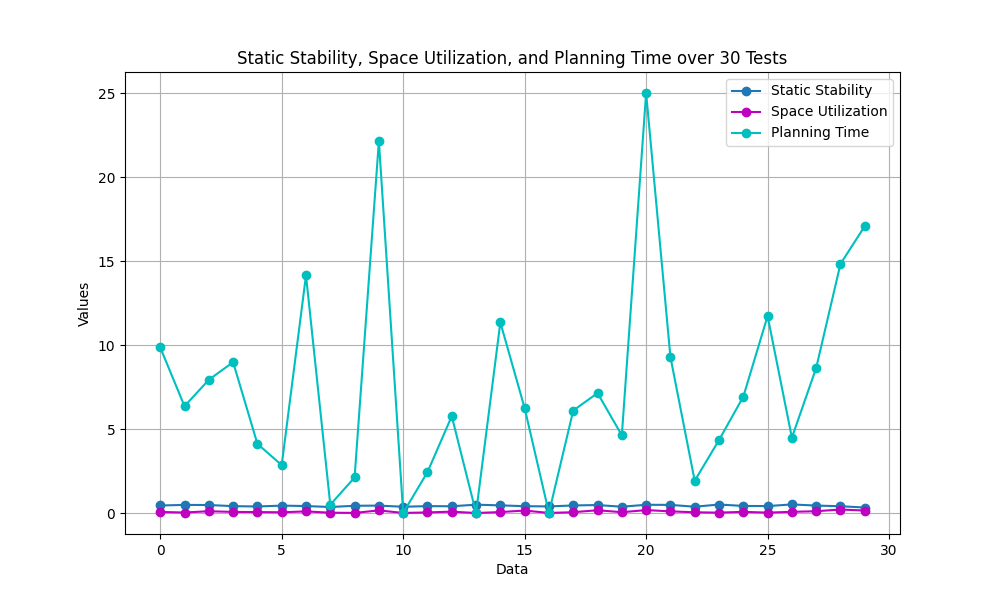 Static Stability, Space Utilization, and Planning Time over 30 Tests
Static Stability
Space Utilization
Planning Time
25
20
15
10
5
0
Values
0 5 10 15 20 25 30
Data